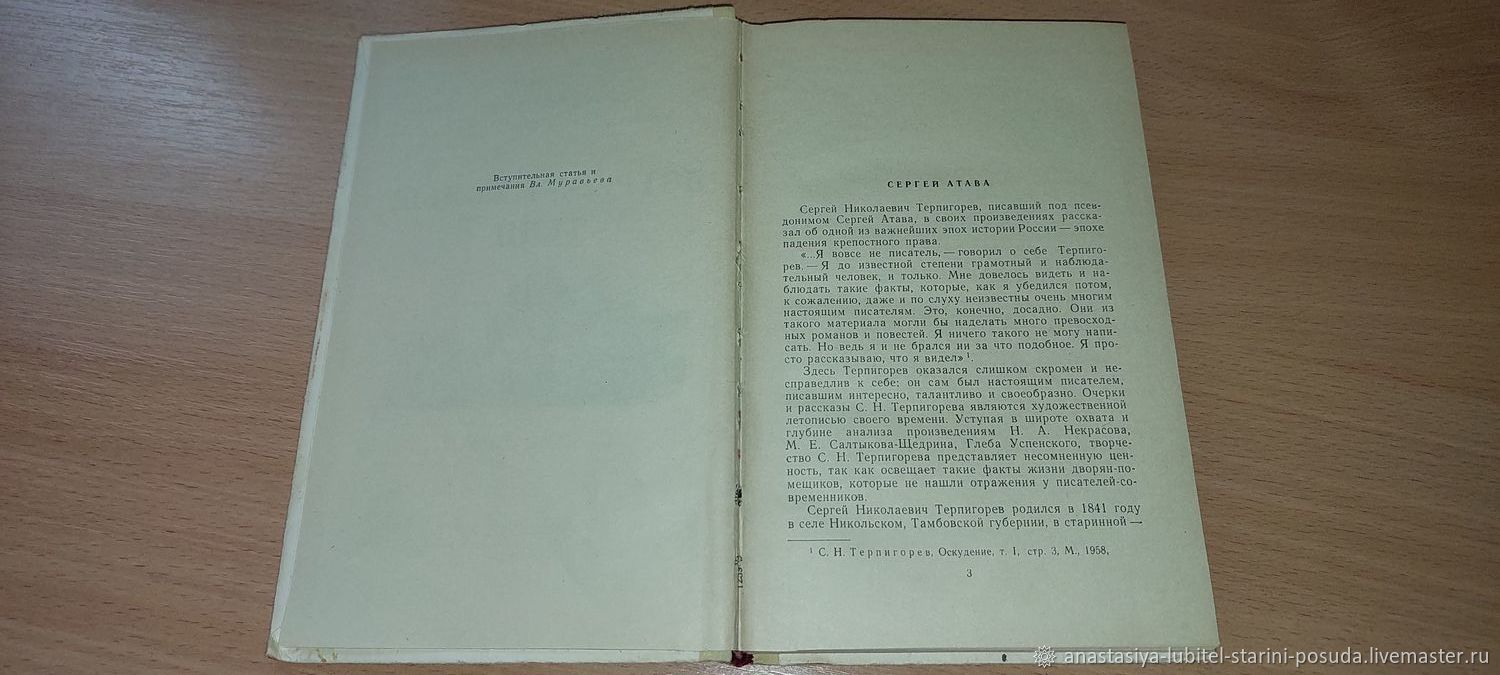 Вступительная статья и
примечания Вл. Муравьева
СЕРГЕЙ АТАВА
Сергей Николаевич Терпигорев, писавший под псев-
донимом Сергей Атава, в своих произведениях расска-
зал об одной из важнейших эпох истории России — эпохе
падения крепостного права.
«...Я вовсе не писатель, — говорил о себе Терпиго-
рев. — Я до известной степени грамотный и наблюда-
тельный человек, и только. Мне довелось видеть и на-
блюдать такие факты, которые, как я убедился потом,
к сожалению, даже и по слуху неизвестны очень многим
настоящим писателям. Это, конечно, досадно. Они из
такого материала могли бы наделать много превосход-
ных романов и повестей. Я ничего такого не могу напи-
сать. Но ведь я и не брался ни за что подобное. Я про-
сто рассказываю, что я видел» ¹.
Здесь Терпигорев оказался слишком скромен и не-
справедлив к себе: он сам был настоящим писателем,
писавшим интересно, талантливо и своеобразно. Очерки
и рассказы С. Н. Терпигорева являются художественной
летописью своего времени. Уступая в широте охвата и
глубине анализа произведениям Н. А. Некрасова,
М. Е. Салтыкова-Щедрина, Глеба Успенского, творче-
ство С. Н. Терпигорева представляет несомненную цен-
ность, так как освещает такие факты жизни дворян-по-
мещиков, которые не нашли отражения у писателей-со-
временников.
Сергей Николаевич Терпигорев родился в 1841 году
в селе Никольском, Тамбовской губернии, в старинной —
¹ С. Н. Терпигорев, Оскудение, т. I, стр. 3, М., 1958,
3
anastasiya-lubitel-starini-posuda.livemaster.ru